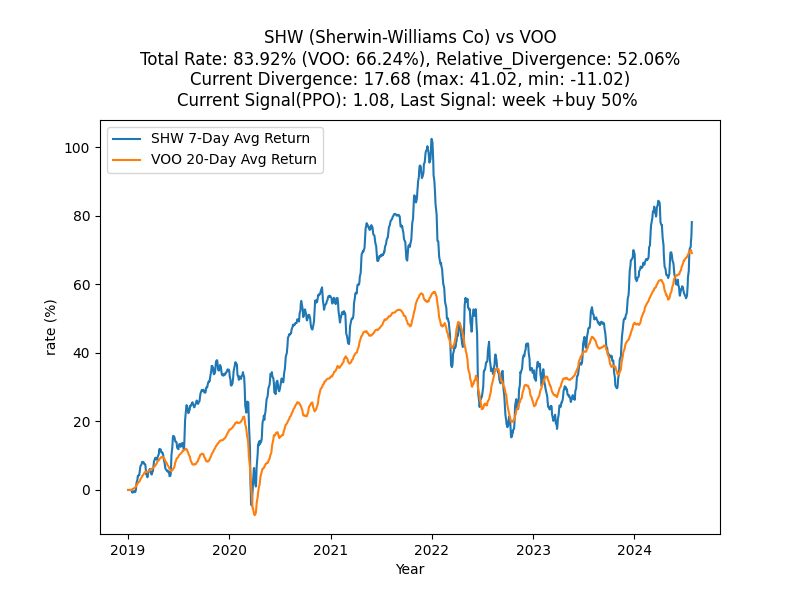 SHW (Sherwin-Williams Co) vs VOO
Total Rate: 83.92% (VOO: 66.24%), Relative_Divergence: 52.06%
Current Divergence: 17.68 (max: 41.02, min: -11.02)
Current Signal(PPO): 1.08, Last Signal: week +buy 50%
SHW 7-Day Avg Return
VOO 20-Day Avg Return
100
80
60
40
20
0
rate (%)
2019 2020 2021 2022 2023 2024
Year